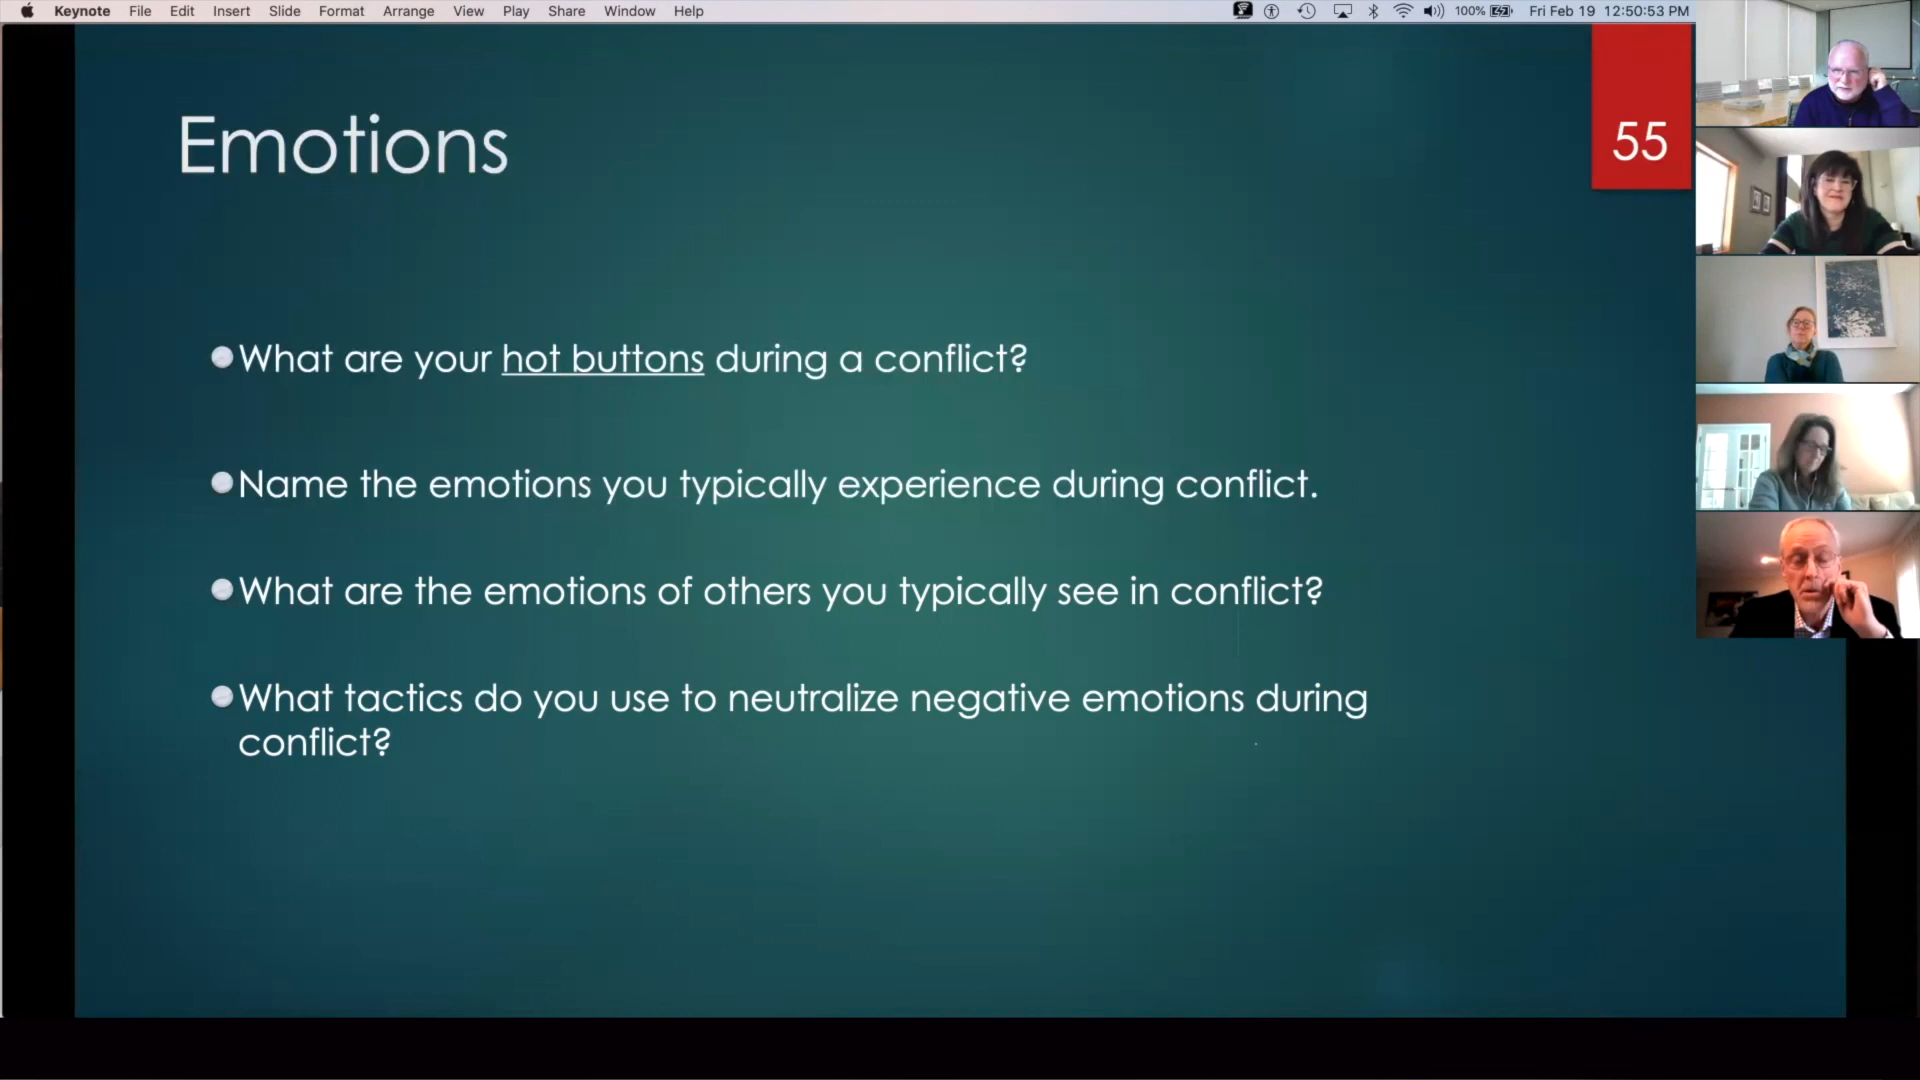 Keynote File Edit Insert Slide Format Arrange View Play Share Window Help 100% Fri Feb 19 12:50:53 PM
Emotions
55
What are your hot buttons during a conflict?
Name the emotions you typically experience during conflict.
What are the emotions of others you typically see in conflict?
What tactics do you use to neutralize negative emotions during
conflict?